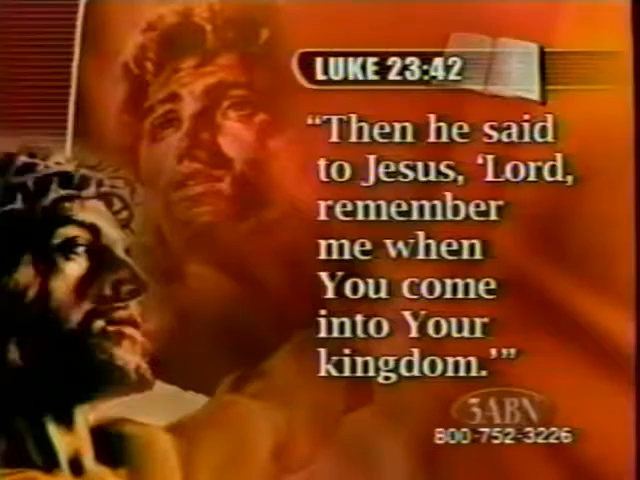 LUKE 23:42
“Then he said
to Jesus, ‘Lord,
remember
me when
You come
into Your
kingdom.’”
3ABN
800-752-3226